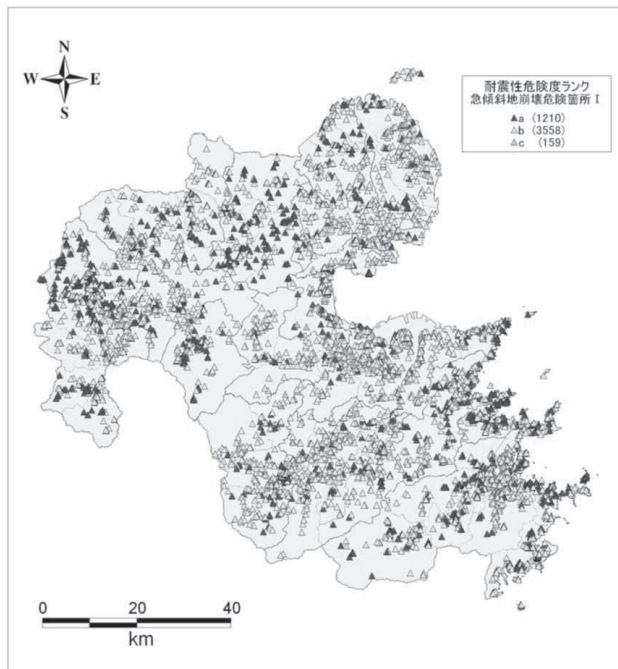 N
W E
S
耐震性危険度ランク
急傾斜地崩壊危険箇所 I
▲a (1210)
△b (3558)
△c (159)
0 20 40
km